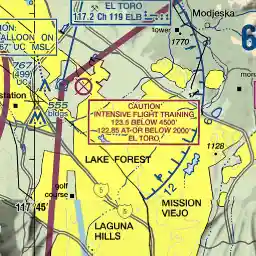 EL TORO
117.2 Ch 119 ELB
Modjeska
ON:
ALLOON AT
67' UC MSL
tower
1770
6
767
(499)
UC
555
bldgs
station
CAUTION
INTENSIVE FLIGHT TRAINING
123.5 BELOW 4500'
122.85 AT OR BELOW 2000'
EL TORO
LAKE FOREST
1128
12
117°45'
golf
course
5
5
MISSION
VIEJO
LAGUNA
HILLS